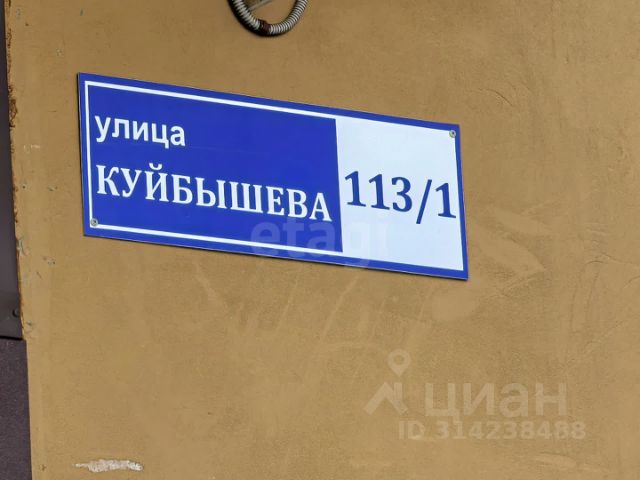 улица
КУЙБЫШЕВА 113/1
etagi
циан
ID 314238488